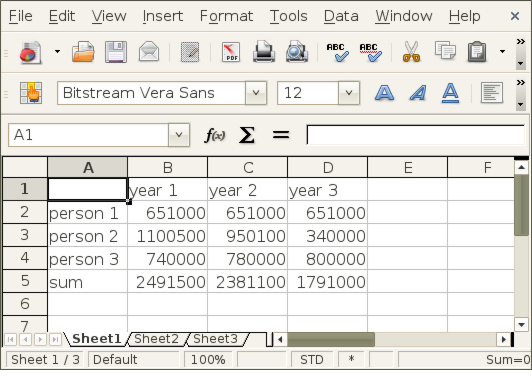 File Edit View Insert Format Tools Data Window Help ×
PDF ABC ABC »
Bitstream Vera Sans 12 A A A »
A1 f(x) Σ =
A B C D E F
1 year 1 year 2 year 3
2 person 1 651000 651000 651000
3 person 2 1100500 950100 340000
4 person 3 740000 780000 800000
5 sum 2491500 2381100 1791000
6
7
Sheet1 Sheet2 Sheet3
Sheet 1 / 3 Default 100% STD * Sum=0